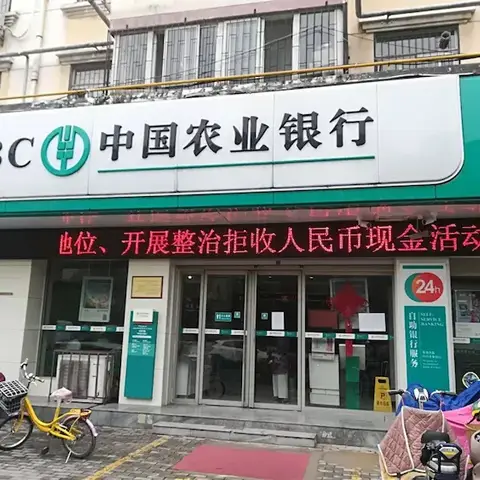 BC 中国农业银行
地位、开展整治拒收人民币现金活动
24h
自助银行服务
SELF-
SERVICE
BANKING